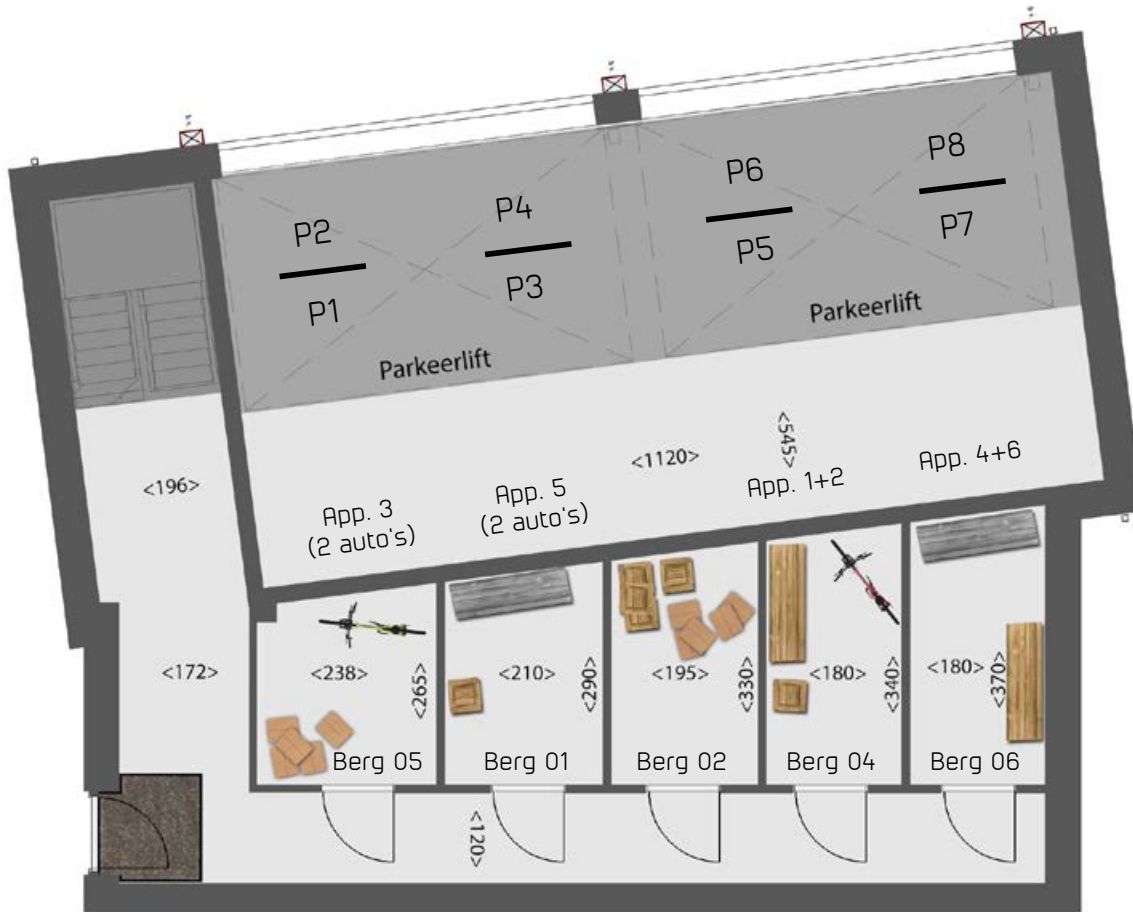 P2
P4
P6
P8
P1
P3
P5
P7
Parkeerlift
Parkeerlift
<196>
<1120>
<545>
App. 3
(2 auto's)
App. 5
(2 auto's)
App. 1+2
App. 4+6
<172>
<238>
<265>
<210>
<290>
<195>
<330>
<180>
<340>
<180>
<370>
Berg 05
Berg 01
Berg 02
Berg 04
Berg 06
<120>